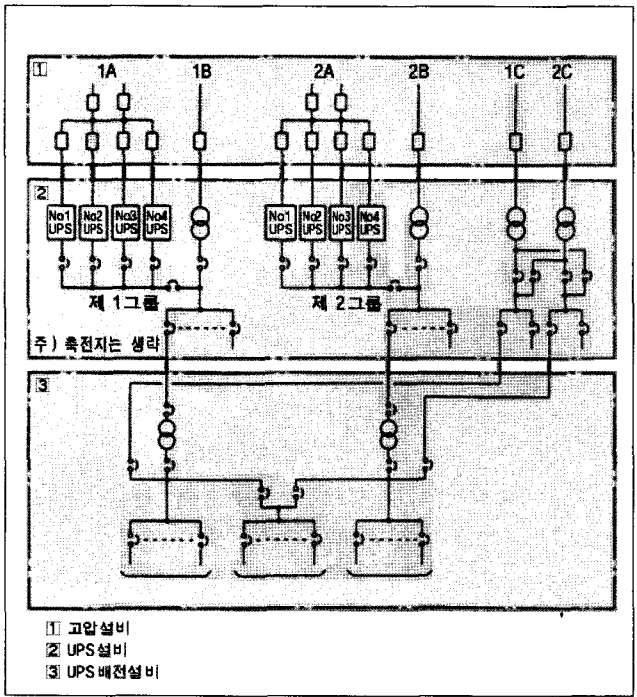 1
1A 1B 2A 2B 1C 2C
2
No1 UPS No2 UPS No3 UPS No4 UPS No1 UPS No2 UPS No3 UPS No4 UPS
제 1그룹 제 2그룹
주) 축전지는 생략
3
1 고압설비
2 UPS설비
3 UPS배전설비